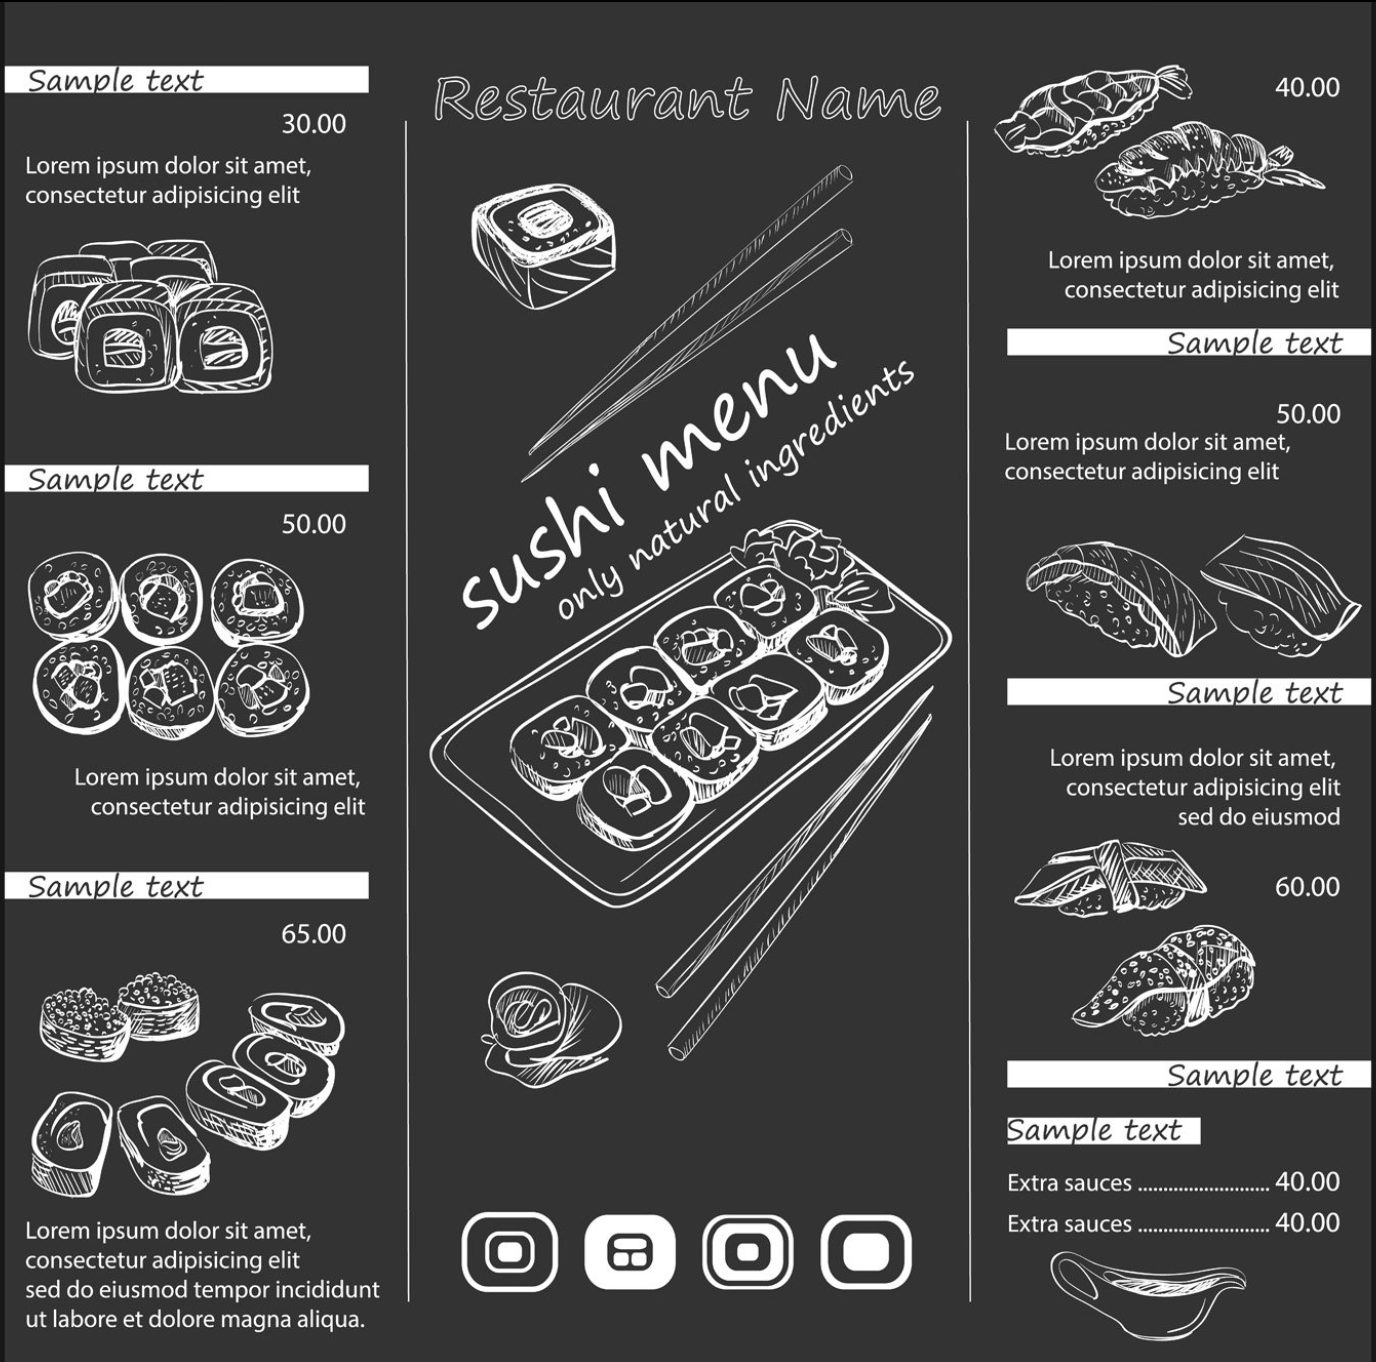 Sample text
30.00
Lorem ipsum dolor sit amet,
consectetur adipisicing elit
Sample text
50.00
Lorem ipsum dolor sit amet,
consectetur adipisicing elit
Sample text
65.00
Lorem ipsum dolor sit amet,
consectetur adipisicing elit
sed do eiusmod tempor incididunt
ut labore et dolore magna aliqua.
Restaurant Name
sushi menu
only natural ingredients
40.00
Lorem ipsum dolor sit amet,
consectetur adipisicing elit
Sample text
50.00
Lorem ipsum dolor sit amet,
consectetur adipisicing elit
Sample text
Lorem ipsum dolor sit amet,
consectetur adipisicing elit
sed do eiusmod
60.00
Sample text
Sample text
Extra sauces ......................... 40.00
Extra sauces ......................... 40.00